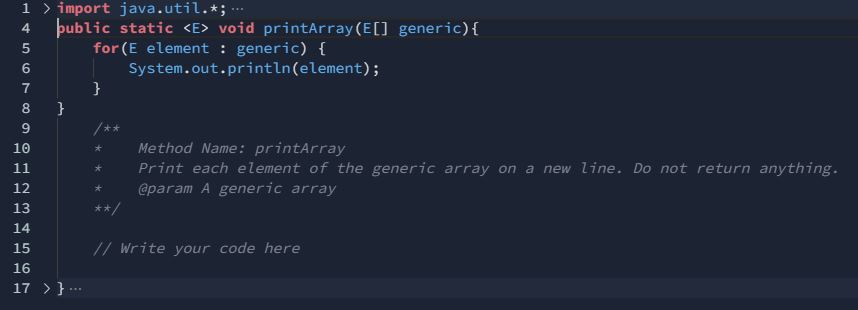 1 > import java.util.*; ...
4 public static <E> void printArray(E[] generic){
5 for(E element : generic) {
6 System.out.println(element);
7 }
8 }
9 /**
10 * Method Name: printArray
11 * Print each element of the generic array on a new line. Do not return anything.
12 * @param A generic array
13 **/
14
15 // Write your code here
16
17 > } ...